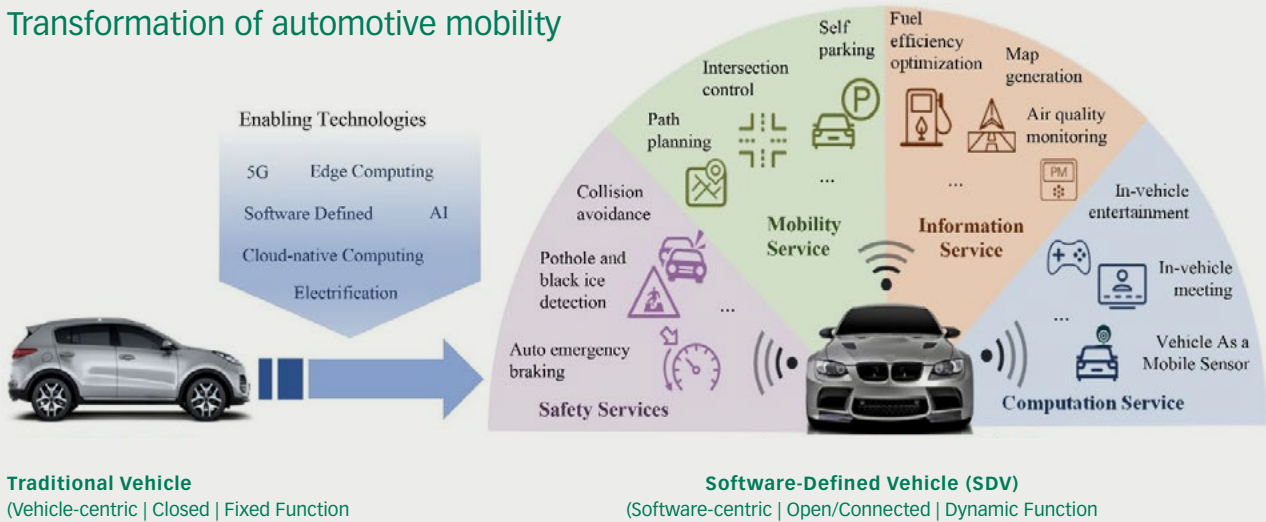 Transformation of automotive mobility
Enabling Technologies
5G Edge Computing
Software Defined AI
Cloud-native Computing
Electrification
Collision
avoidance
Pothole and
black ice
detection
...
Auto emergency
braking
Safety Services
Self
parking
Intersection
control
Path
planning
P
...
Mobility
Service
Fuel
efficiency
optimization
Map
generation
Air quality
monitoring
PM
...
Information
Service
In-vehicle
entertainment
In-vehicle
meeting
...
Vehicle As a
Mobile Sensor
Computation Service
Traditional Vehicle
(Vehicle-centric | Closed | Fixed Function
Software-Defined Vehicle (SDV)
(Software-centric | Open/Connected | Dynamic Function